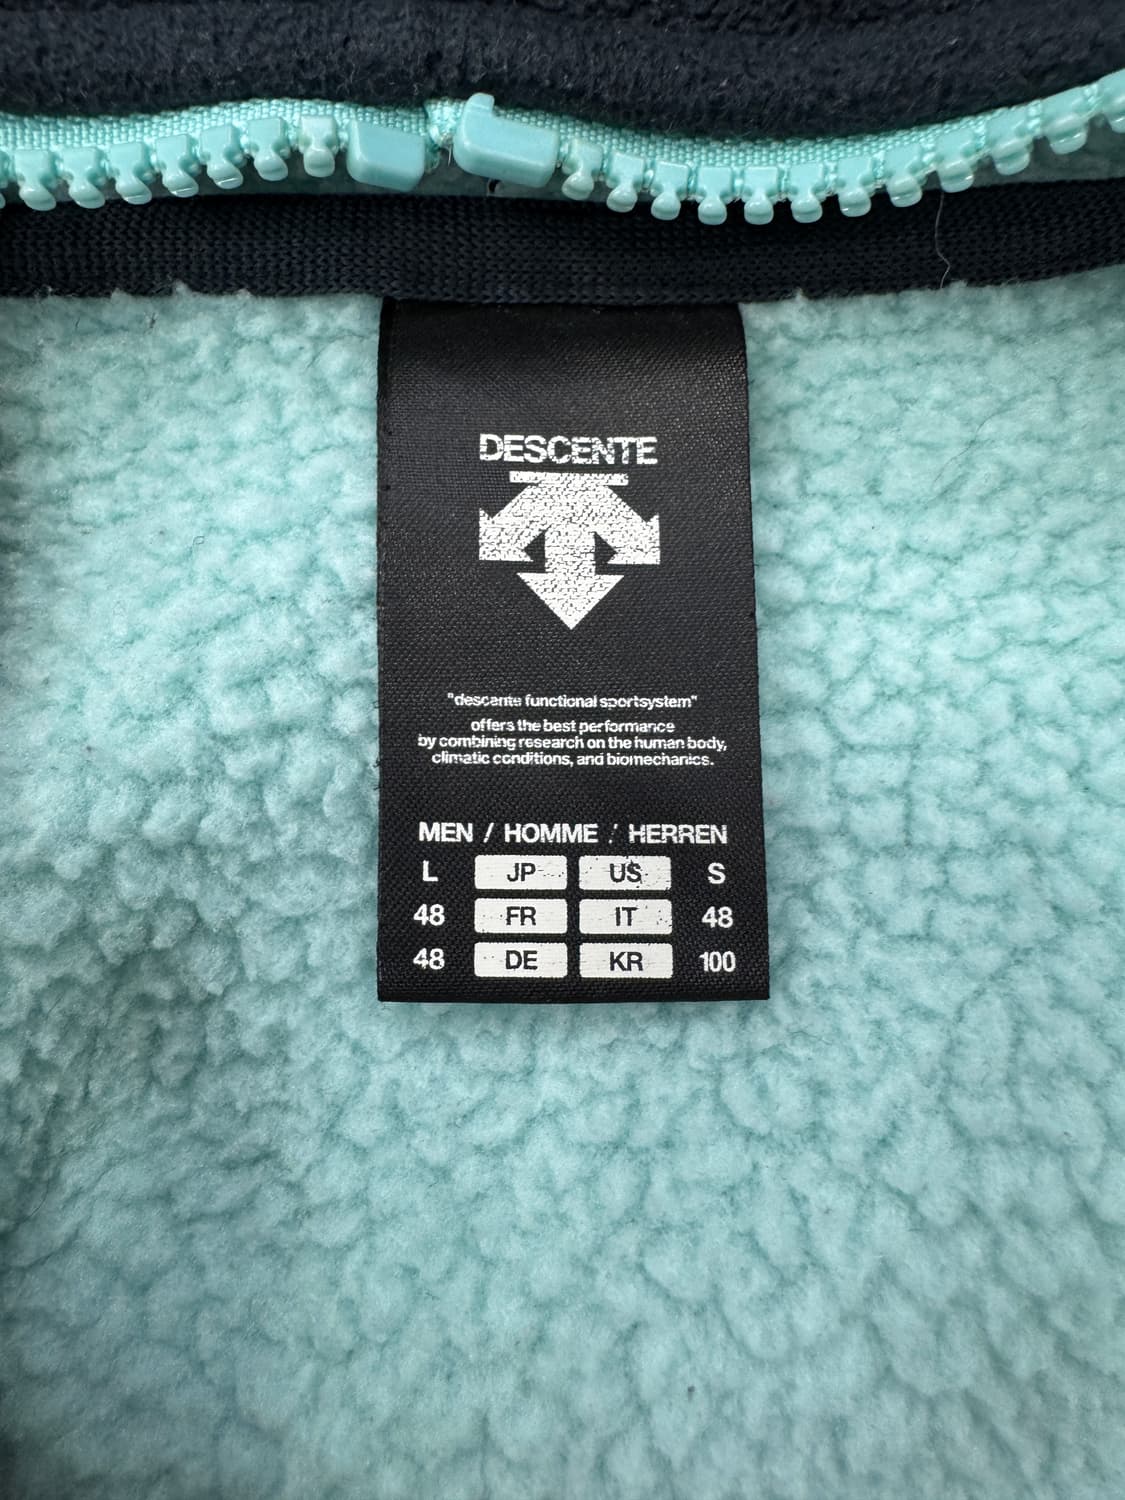 DESCENTE
"descente functional sportsystem"
offers the best performance
by combining research on the human body,
climatic conditions, and biomechanics.
MEN / HOMME / HERREN
L JP US S
48 FR IT 48
48 DE KR 100